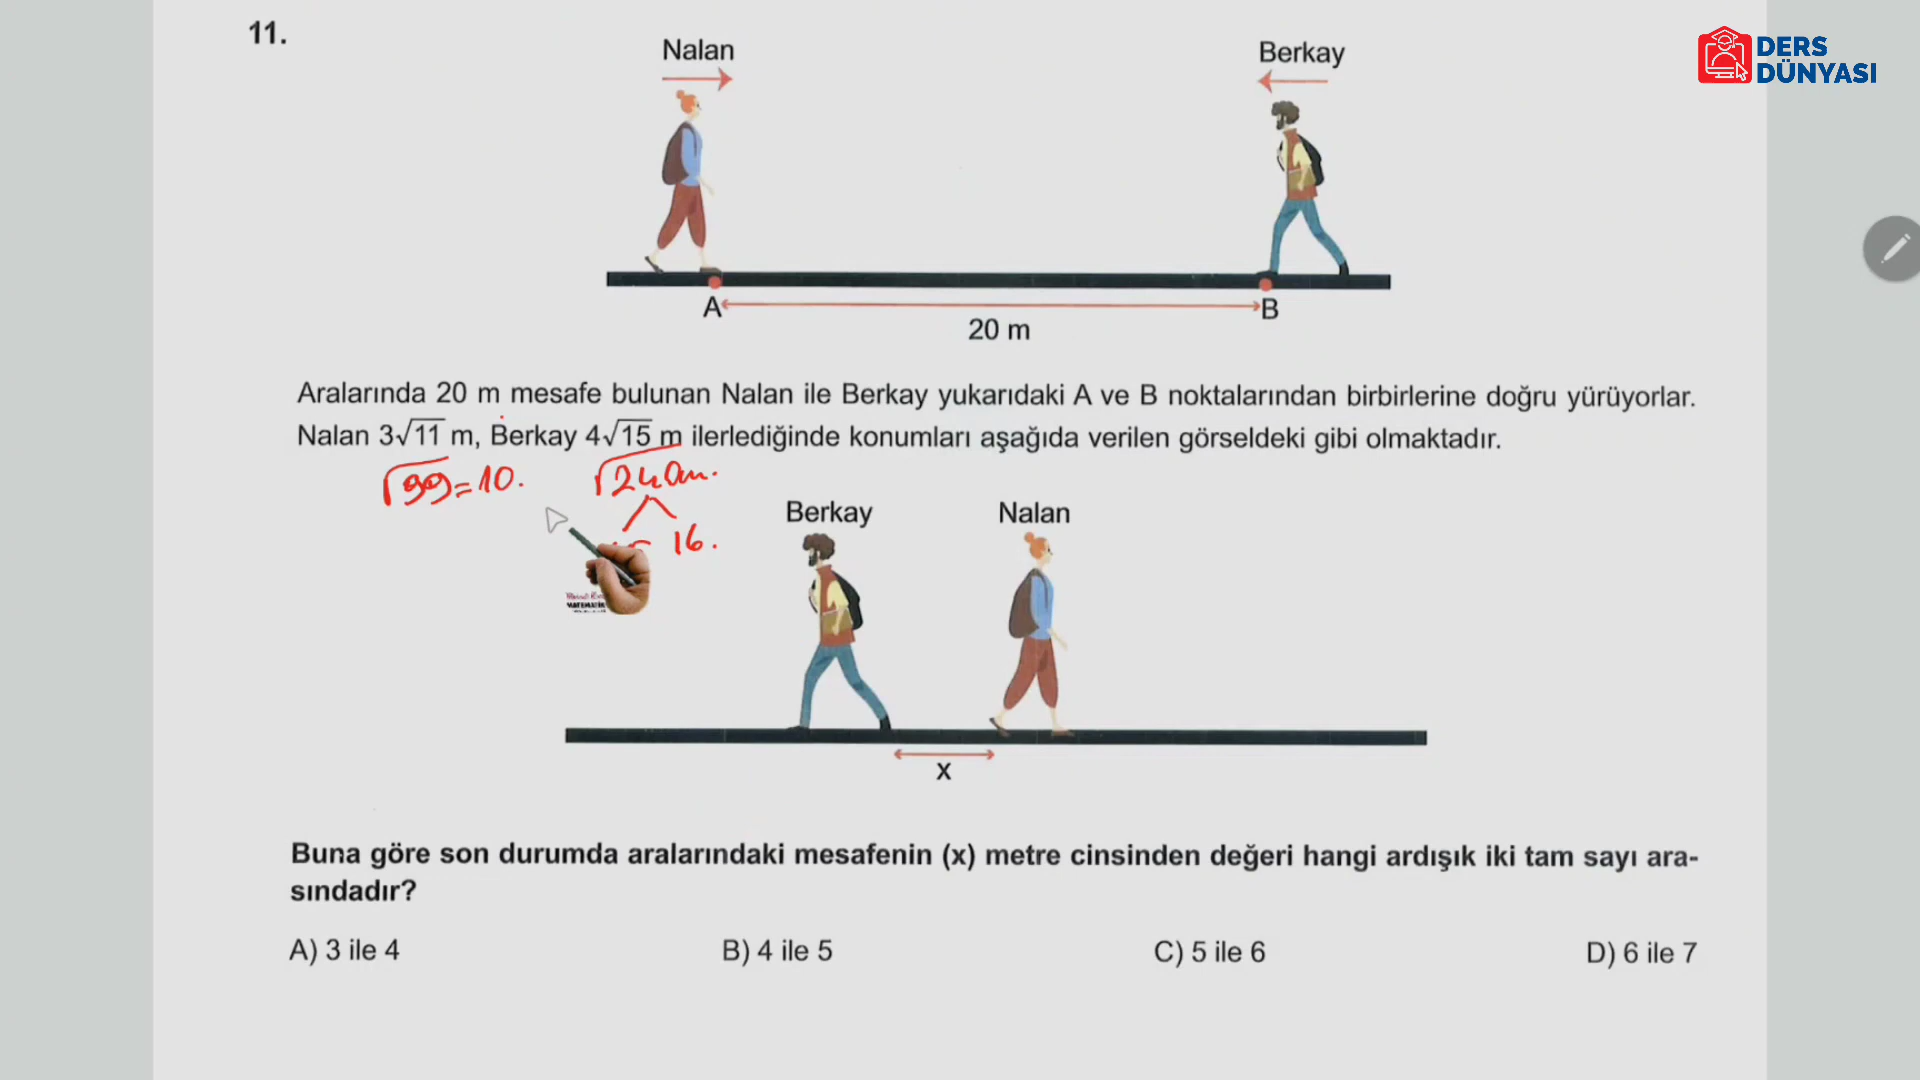 11.
Nalan
Berkay
DERS
DÜNYASI
A
B
20 m
Aralarında 20 m mesafe bulunan Nalan ile Berkay yukarıdaki A ve B noktalarından birbirlerine doğru yürüyorlar.
Nalan 3√11 m, Berkay 4√15 m ilerlediğinde konumları aşağıda verilen görseldeki gibi olmaktadır.
√99 = 10.
√240m.
16.
MATEMATİK
Berkay
Nalan
x
Buna göre son durumda aralarındaki mesafenin (x) metre cinsinden değeri hangi ardışık iki tam sayı ara-
sındadır?
A) 3 ile 4
B) 4 ile 5
C) 5 ile 6
D) 6 ile 7